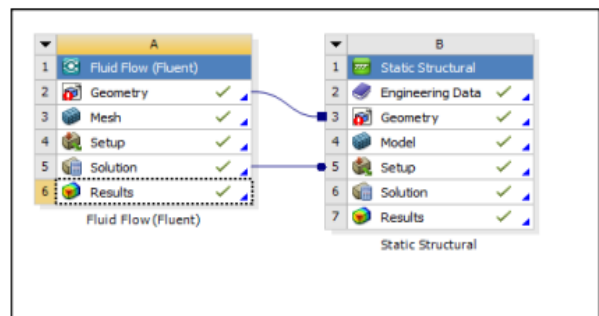 A
1 Fluid Flow (Fluent)
2 Geometry
3 Mesh
4 Setup
5 Solution
6 Results
Fluid Flow (Fluent)
B
1 Static Structural
2 Engineering Data
3 Geometry
4 Model
5 Setup
6 Solution
7 Results
Static Structural